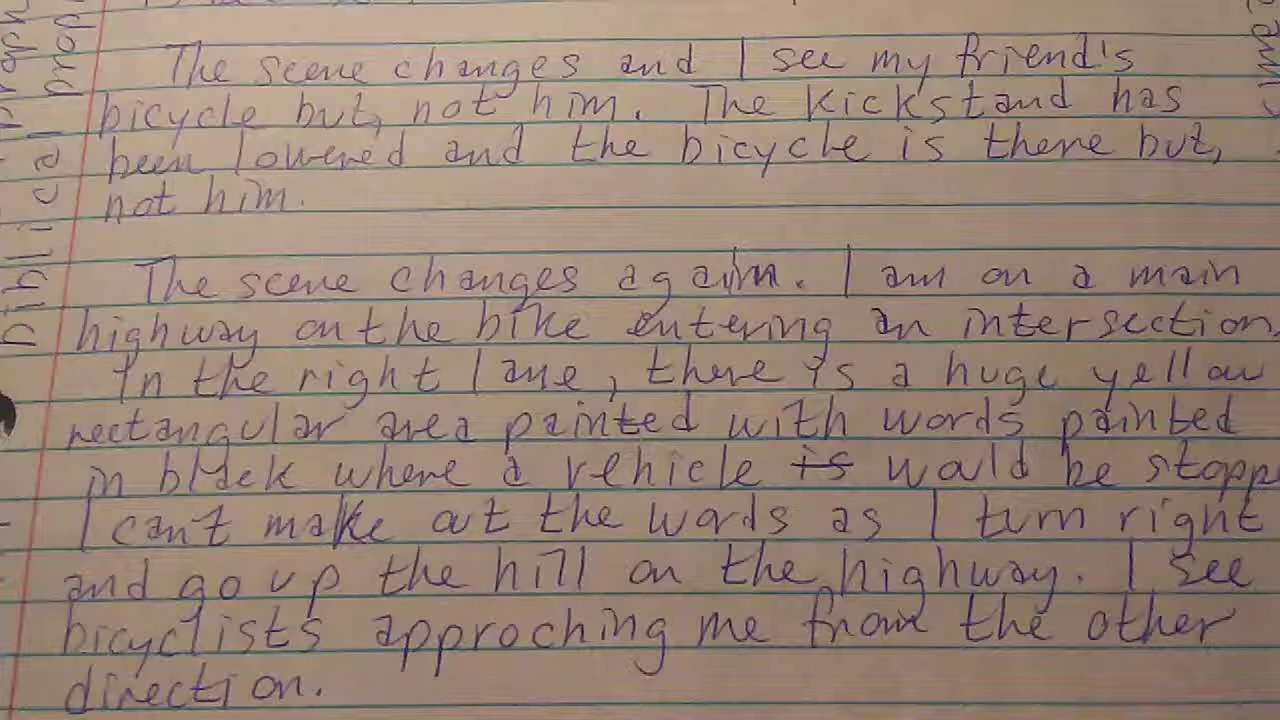 The scene changes and I see my friend's
bicycle but, not him. The kickstand has
been lowered and the bicycle is there but,
not him.
The scene changes again. I am on a main
highway on the bike entering an intersection.
In the right lane, there is a huge yellow
rectangular area painted with words painted
in black where a vehicle is would be stopp
I can't make out the words as I turn right
and go up the hill on the highway. I see
bicyclists approching me from the other
direction.